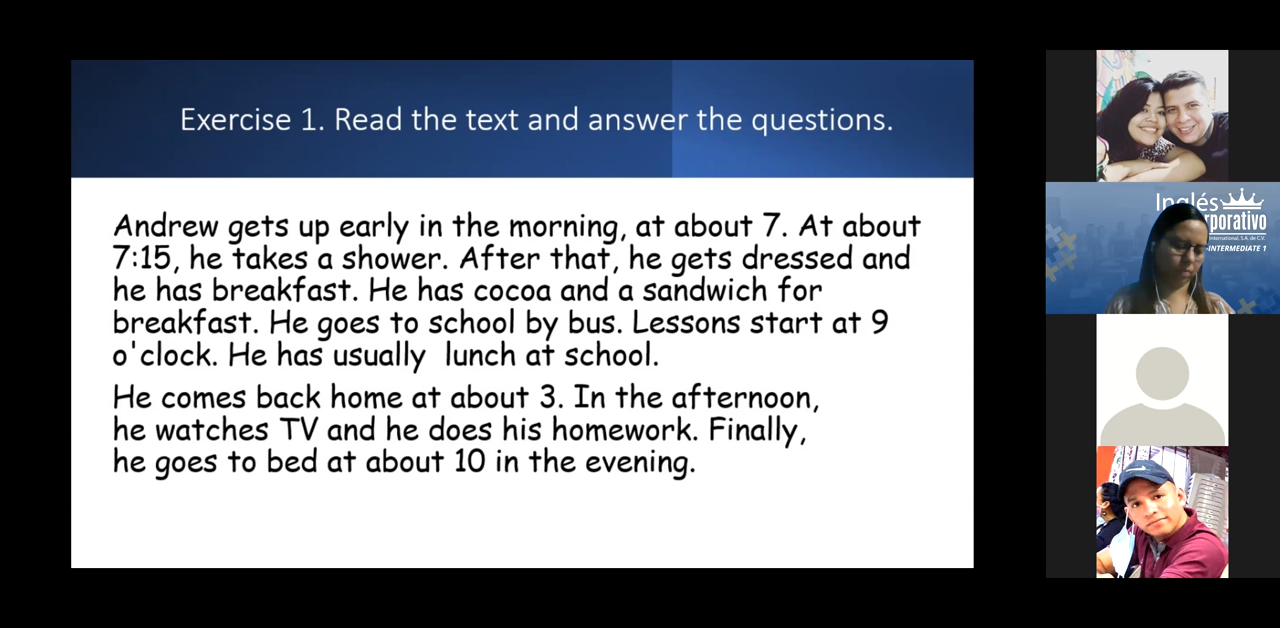 Exercise 1. Read the text and answer the questions.
Andrew gets up early in the morning, at about 7. At about
7:15, he takes a shower. After that, he gets dressed and
he has breakfast. He has cocoa and a sandwich for
breakfast. He goes to school by bus. Lessons start at 9
o'clock. He has usually  lunch at school.
He comes back home at about 3. In the afternoon,
he watches TV and he does his homework. Finally,
he goes to bed at about 10 in the evening.
Inglés
rporativo
International, S.A. de C.V.
-INTERMEDIATE 1